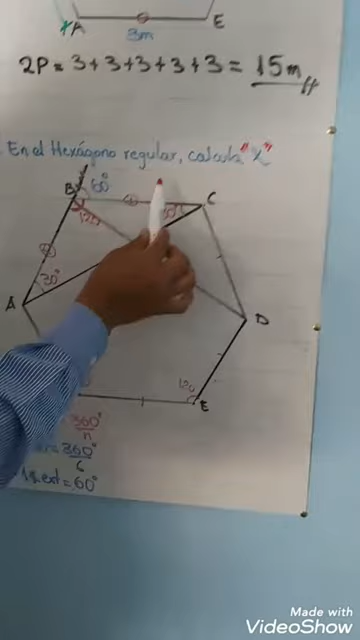 A E
3m
2P = 3+3+3+3+3 = 15m
En el Hexágono regular, calcula "x"
B 60° C
120
30°
A
D
120
E
360°
n
= 360°
6
ext = 60°
Made with
VideoShow